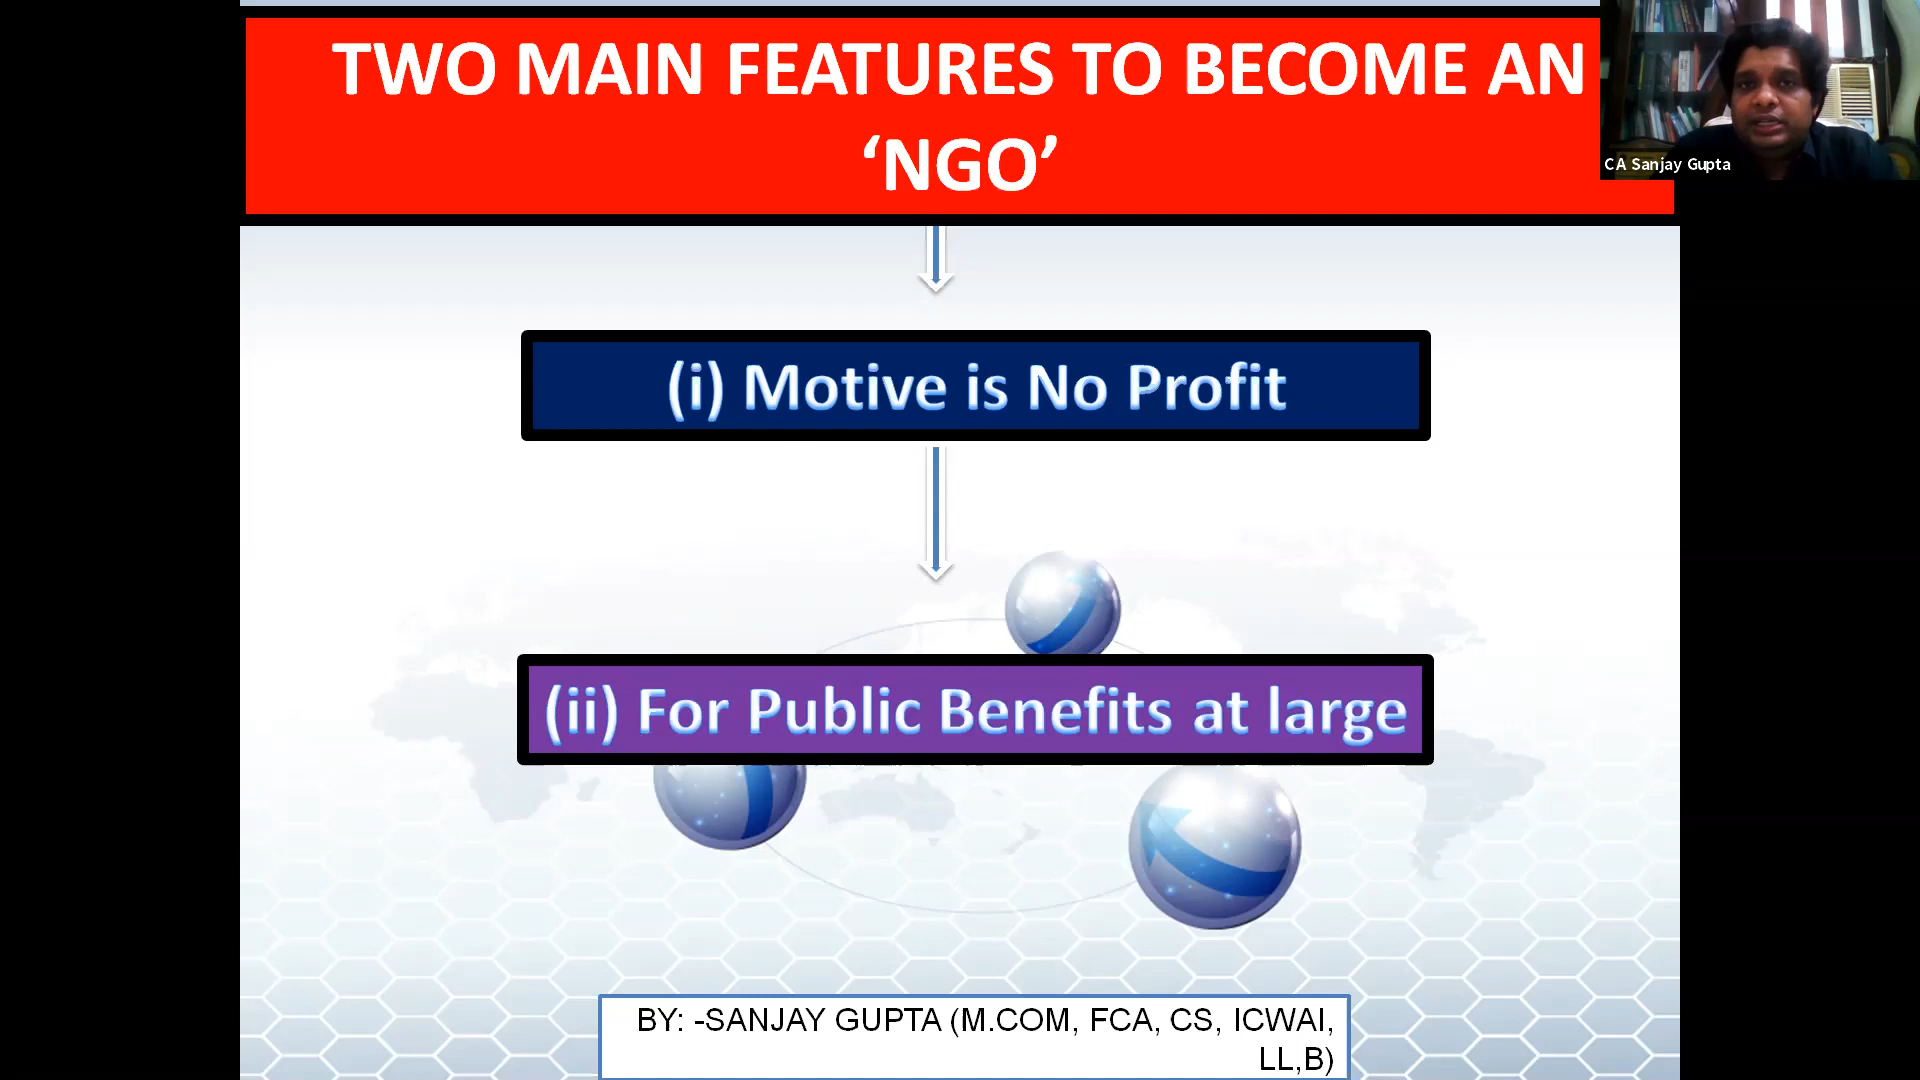 TWO MAIN FEATURES TO BECOME AN
‘NGO’
CA Sanjay Gupta
(i) Motive is No Profit
(ii) For Public Benefits at large
BY: -SANJAY GUPTA (M.COM, FCA, CS, ICWAI,
LL,B)